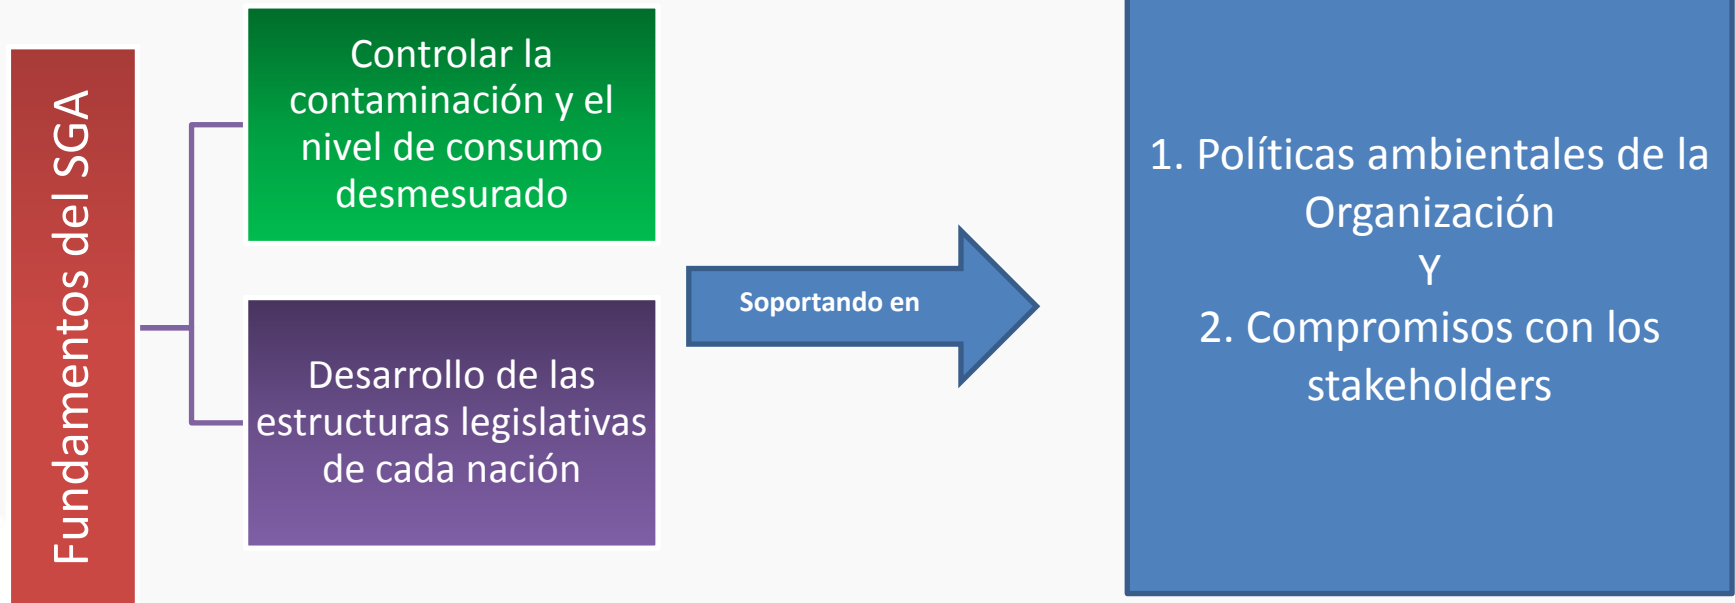 Fundamentos del SGA
Controlar la
contaminación y el
nivel de consumo
desmesurado
Desarrollo de las
estructuras legislativas
de cada nación
Soportando en
1. Políticas ambientales de la
Organización
Y
2. Compromisos con los
stakeholders